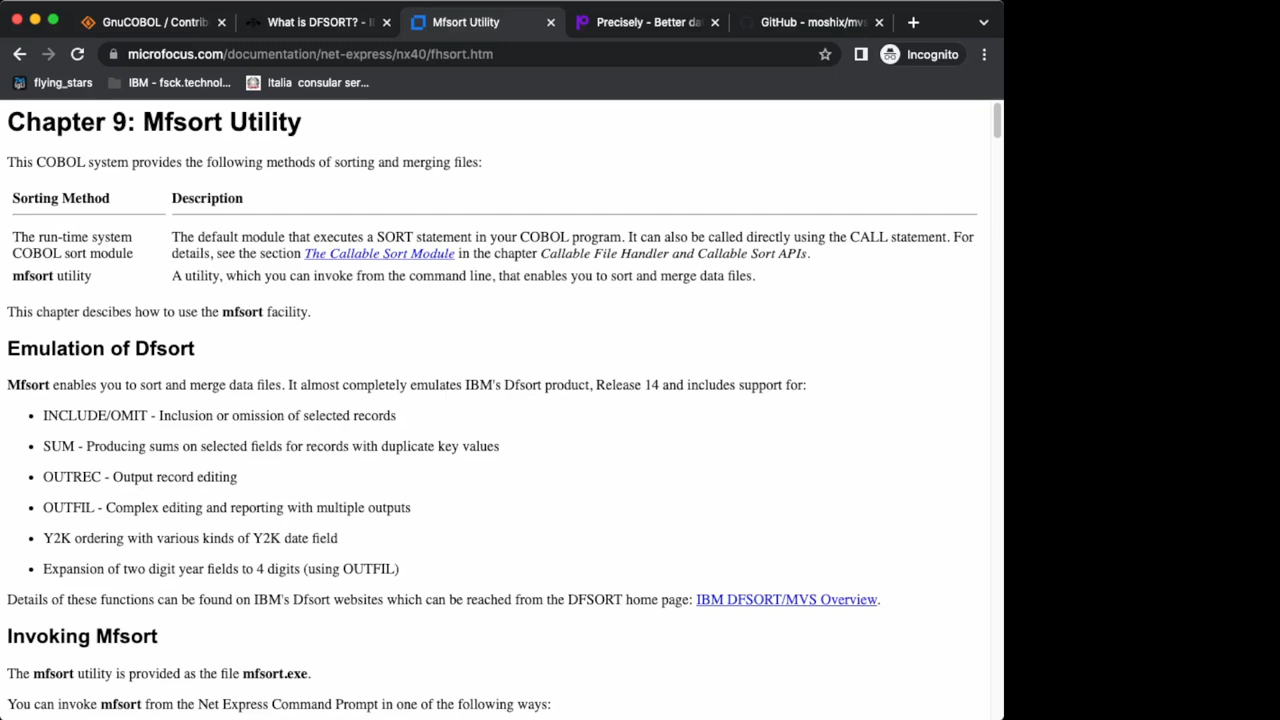 GnuCOBOL / Contrib
What is DFSORT? - I
Mfsort Utility
Precisely - Better da
GitHub - moshix/mvs
microfocus.com/documentation/net-express/nx40/fhsort.htm
Incognito
flying_stars
IBM - fsck.technol...
Italia consular ser...
Chapter 9: Mfsort Utility
This COBOL system provides the following methods of sorting and merging files:
Sorting Method Description
The run-time system The default module that executes a SORT statement in your COBOL program. It can also be called directly using the CALL statement. For
COBOL sort module details, see the section The Callable Sort Module in the chapter Callable File Handler and Callable Sort APIs.
mfsort utility A utility, which you can invoke from the command line, that enables you to sort and merge data files.
This chapter descibes how to use the mfsort facility.
Emulation of Dfsort
Mfsort enables you to sort and merge data files. It almost completely emulates IBM's Dfsort product, Release 14 and includes support for:
• INCLUDE/OMIT - Inclusion or omission of selected records
• SUM - Producing sums on selected fields for records with duplicate key values
• OUTREC - Output record editing
• OUTFIL - Complex editing and reporting with multiple outputs
• Y2K ordering with various kinds of Y2K date field
• Expansion of two digit year fields to 4 digits (using OUTFIL)
Details of these functions can be found on IBM's Dfsort websites which can be reached from the DFSORT home page: IBM DFSORT/MVS Overview.
Invoking Mfsort
The mfsort utility is provided as the file mfsort.exe.
You can invoke mfsort from the Net Express Command Prompt in one of the following ways: